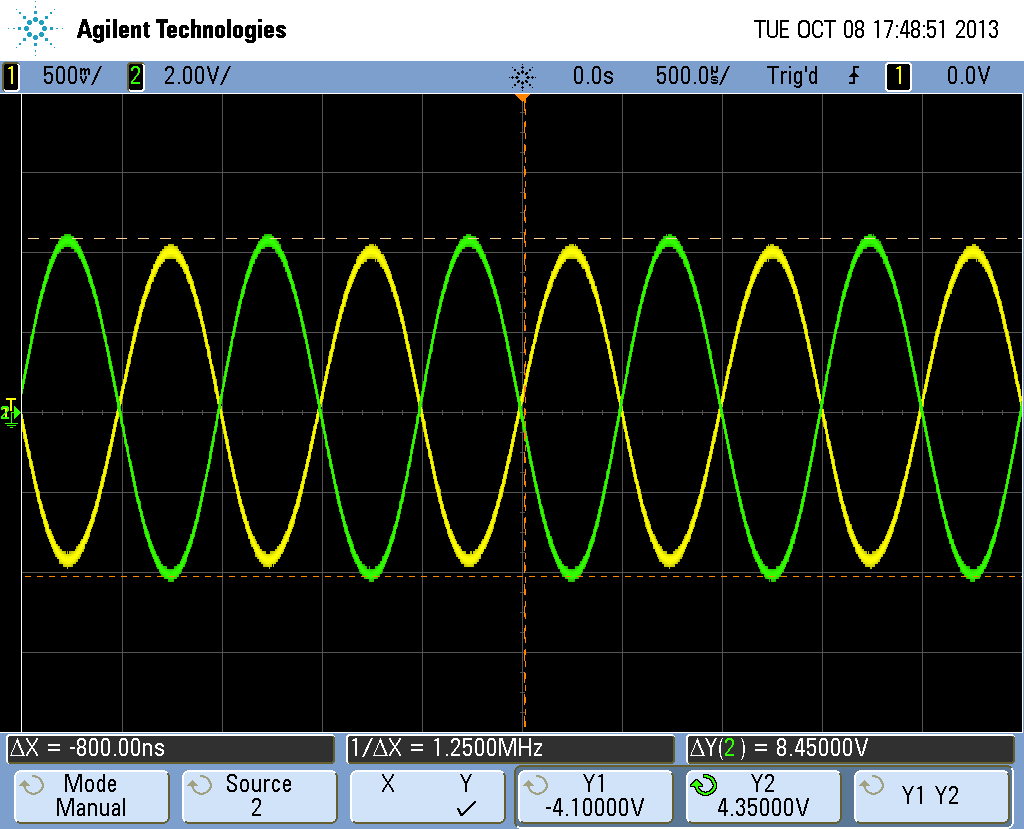 Agilent Technologies TUE OCT 08 17:48:51 2013
1 500mV/ 2 2.00V/ 0.0s 500.0µs/ Trig'd 1 0.0V
ΔX = -800.00ns 1/ΔX = 1.2500MHz ΔY(2) = 8.45000V
Mode Source X Y Y1 Y2 Y1 Y2
Manual 2 ✓ -4.10000V 4.35000V